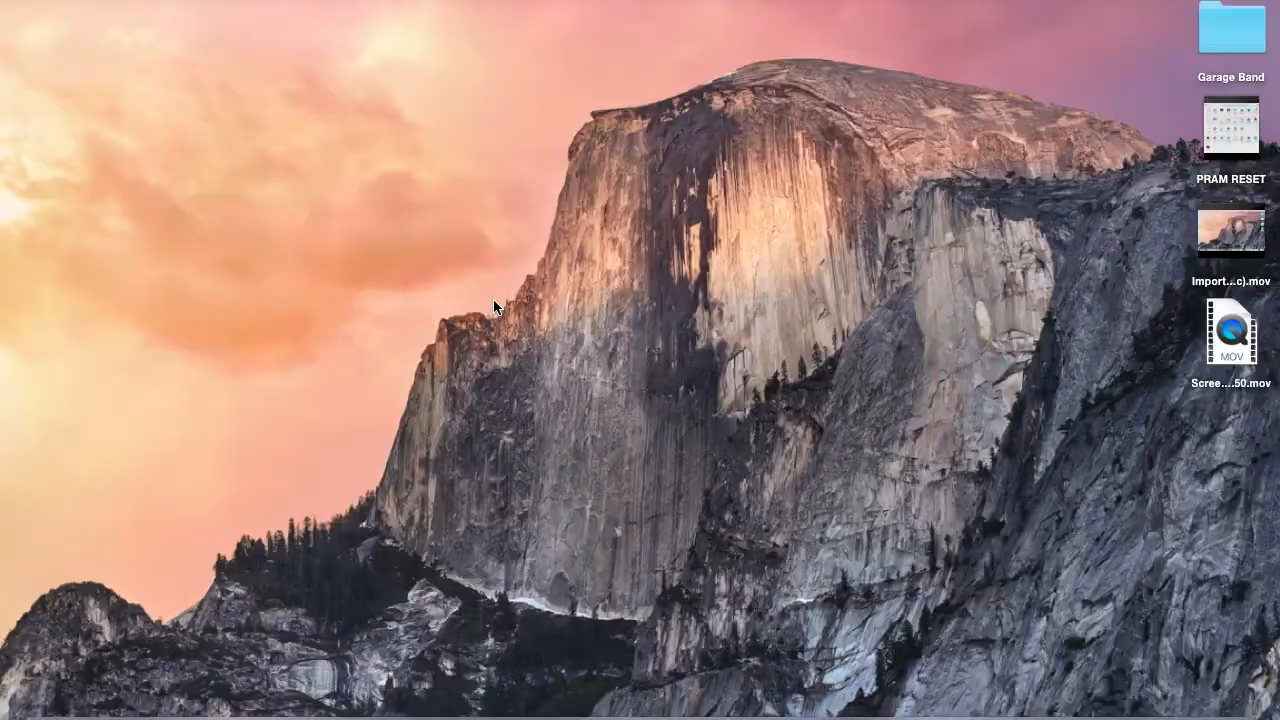 Garage Band
PRAM RESET
Import...c).mov
MOV
Scree....50.mov